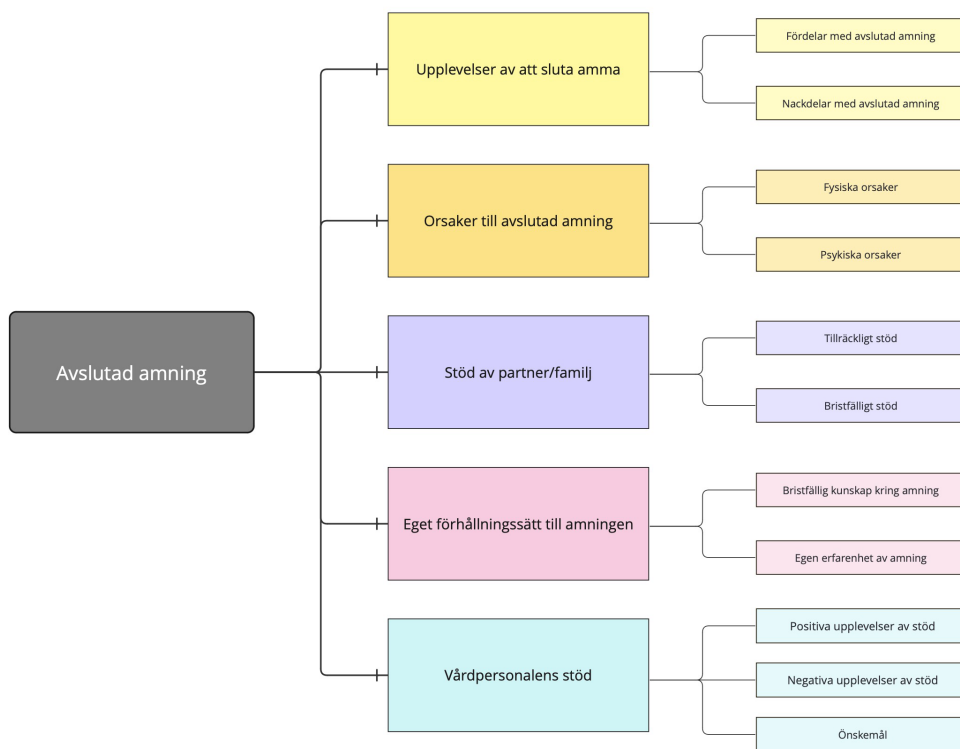 Avslutad amning
Upplevelser av att sluta amma
Fördelar med avslutad amning
Nackdelar med avslutad amning
Orsaker till avslutad amning
Fysiska orsaker
Psykiska orsaker
Stöd av partner/familj
Tillräckligt stöd
Bristfälligt stöd
Eget förhållningssätt till amningen
Bristfällig kunskap kring amning
Egen erfarenhet av amning
Vårdpersonalens stöd
Positiva upplevelser av stöd
Negativa upplevelser av stöd
Önskemål